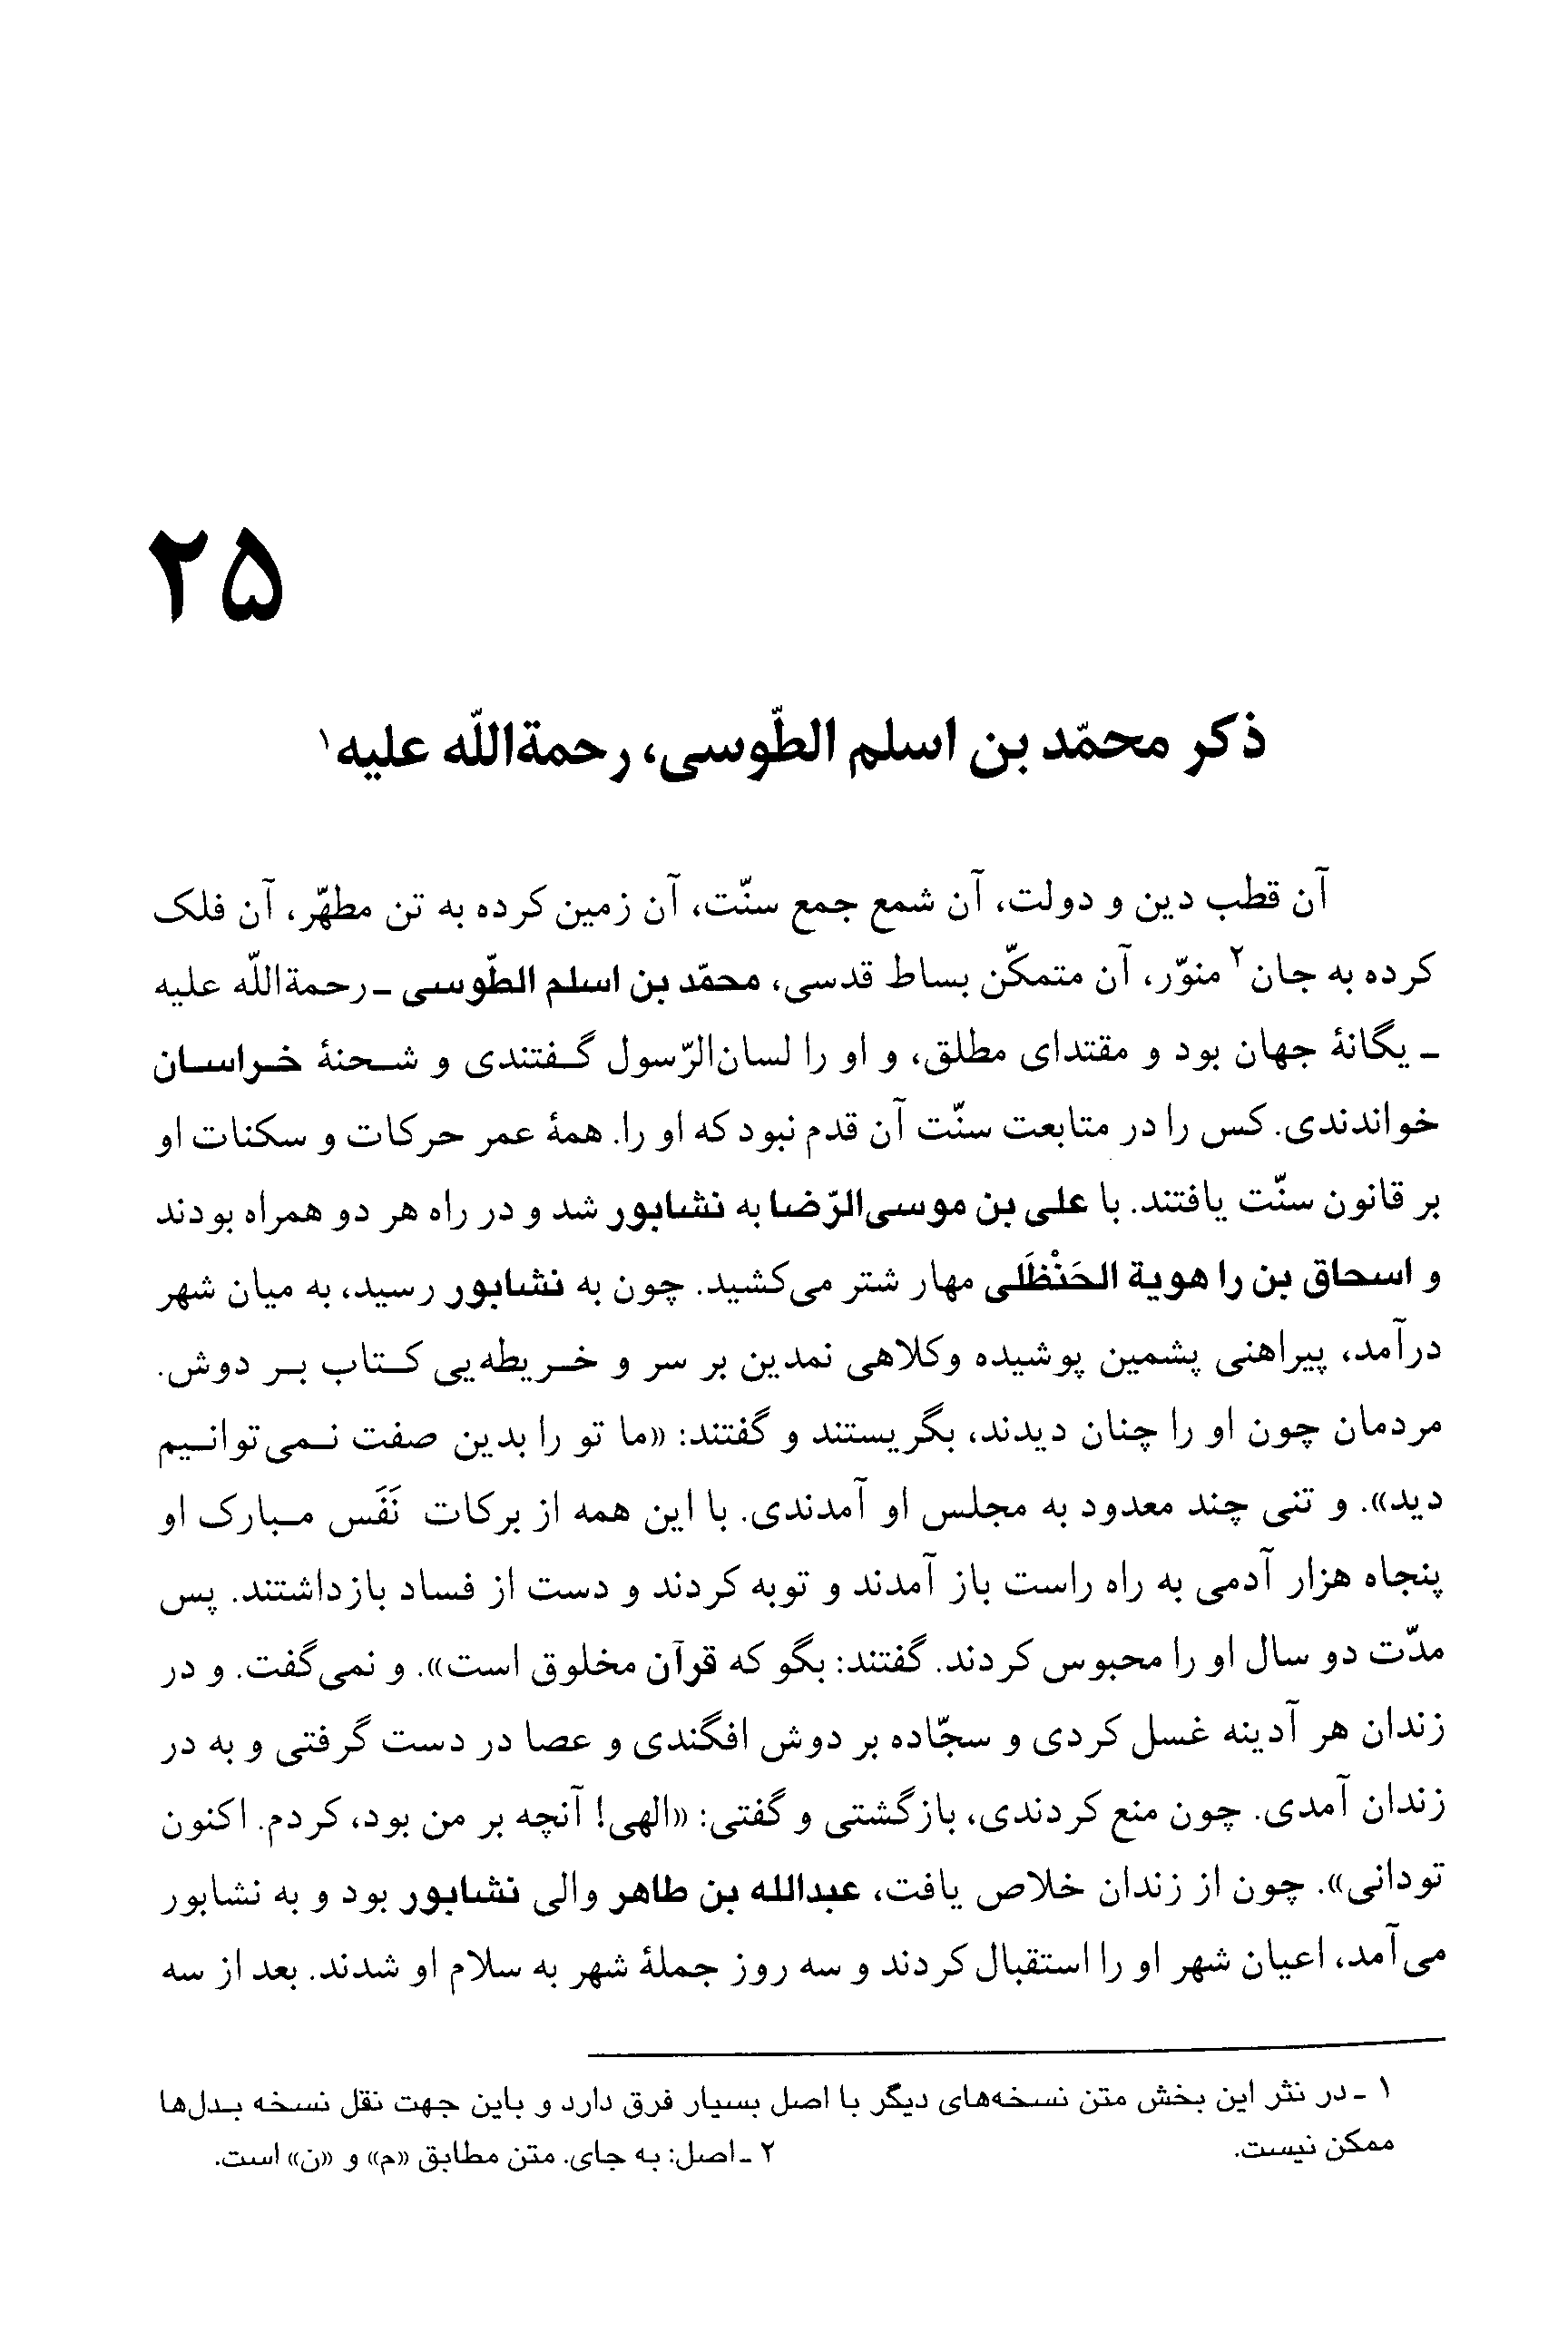 ۲۵
ذکر محمّد بن اسلم الطّوسی، رحمةاللّه علیه۱
آن قطب دین و دولت، آن شمع جمع سنّت، آن زمین کرده به تن مطهّر، آن فلک
کرده به جان۲ منوّر، آن متمکّن بساط قدسی، محمّد بن اسلم الطّوسی ـ رحمةاللّه علیه
ـ یگانهٔ جهان بود و مقتدای مطلق، و او را لسان‌الرّسول گفتندی و شحنهٔ خراسان
خواندندی. کس را در متابعت سنّت آن قدم نبود که او را. همهٔ عمر حرکات و سکنات او
بر قانون سنّت یافتند. با علی بن موسی‌الرّضا به نشابور شد و در راه هر دو همراه بودند
و اسحاق بن را هویة الحَنْظَلی مهار شتر می‌کشید. چون به نشابور رسید، به میان شهر
درآمد، پیراهنی پشمین پوشیده وکلاهی نمدین بر سر و خریطه‌یی کتاب بر دوش.
مردمان چون او را چنان دیدند، بگریستند و گفتند: «ما تو را بدین صفت نمی‌توانیم
دید». و تنی چند معدود به مجلس او آمدندی. با این همه از برکات نَفَس مبارک او
پنجاه هزار آدمی به راه راست باز آمدند و توبه کردند و دست از فساد بازداشتند. پس
مدّت دو سال او را محبوس کردند. گفتند: بگو که قرآن مخلوق است». و نمی‌گفت. و در
زندان هر آدینه غسل کردی و سجّاده بر دوش افگندی و عصا در دست گرفتی و به در
زندان آمدی. چون منع کردندی، بازگشتی و گفتی: «الهی! آنچه بر من بود، کردم. اکنون
تودانی». چون از زندان خلاص یافت، عبدالله بن طاهر والی نشابور بود و به نشابور
می‌آمد، اعیان شهر او را استقبال کردند و سه روز جملهٔ شهر به سلام او شدند. بعد از سه
۱ ـ در نثر این بخش متن نسخه‌های دیگر با اصل بسیار فرق دارد و باین جهت نقل نسخه بدل‌ها
ممکن نیست. ۲ ـ اصل: به جای. متن مطابق «م» و «ن» است.